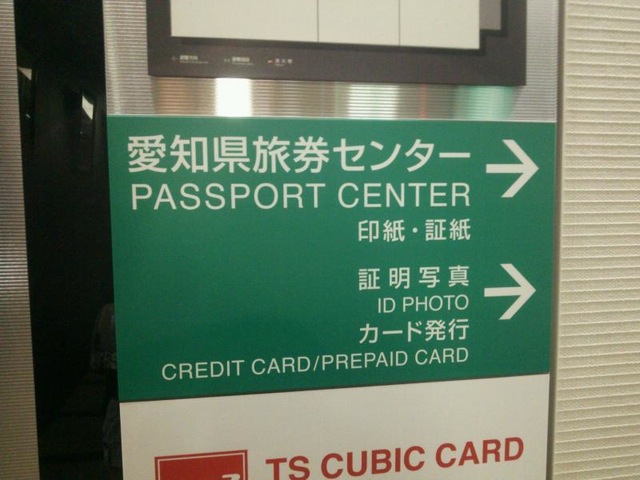 愛知県旅券センター →
PASSPORT CENTER
印紙・証紙
証明写真 →
ID PHOTO
カード発行
CREDIT CARD/PREPAID CARD
TS CUBIC CARD